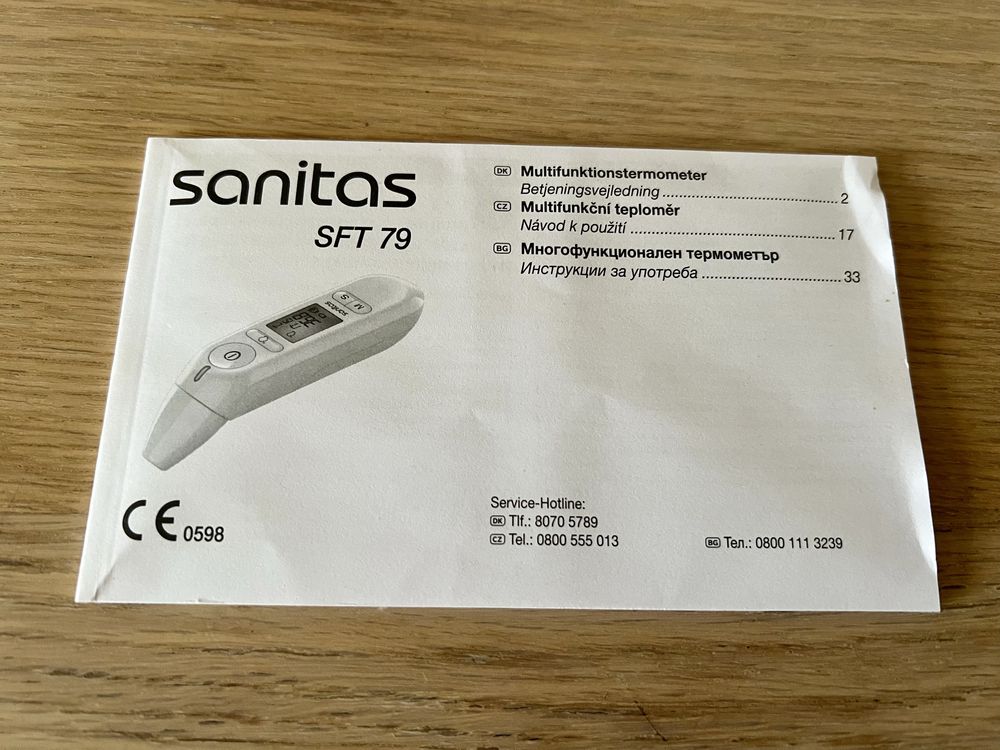 sanitas
SFT 79
DK Multifunktionstermometer
Betjeningsvejledning .......... 2
CZ Multifunkční teploměr
Návod k použití .......... 17
BG Многофункционален термометър
Инструкции за употреба .......... 33
S M
sanitas
CE 0598
Service-Hotline:
DK Tlf.: 8070 5789
CZ Tel.: 0800 555 013
BG Тел.: 0800 111 3239